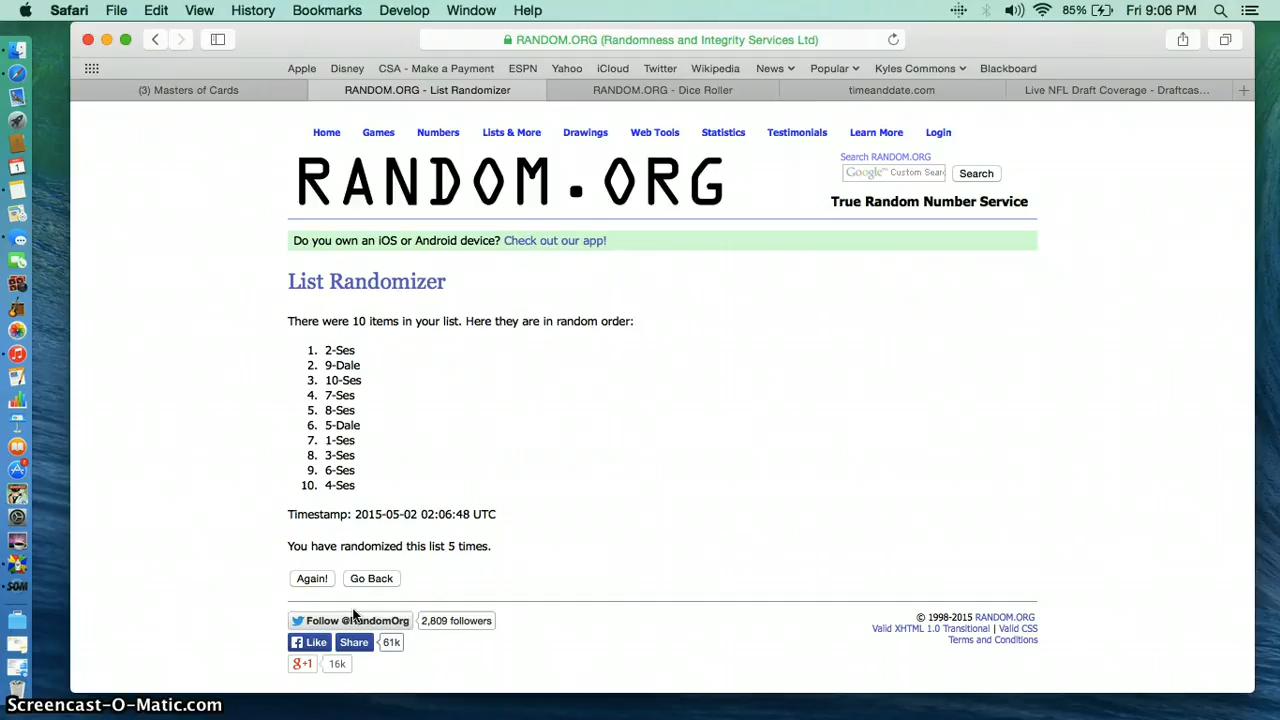 Safari File Edit View History Bookmarks Develop Window Help 85% Fri 9:06 PM
RANDOM.ORG (Randomness and Integrity Services Ltd)
Apple Disney CSA - Make a Payment ESPN Yahoo iCloud Twitter Wikipedia News Popular Kyles Commons Blackboard
(3) Masters of Cards RANDOM.ORG - List Randomizer RANDOM.ORG - Dice Roller timeanddate.com Live NFL Draft Coverage - Draftcas...
Home Games Numbers Lists & More Drawings Web Tools Statistics Testimonials Learn More Login
RANDOM.ORG
Search RANDOM.ORG
Google™ Custom Sear Search
True Random Number Service
Do you own an iOS or Android device? Check out our app!
List Randomizer
There were 10 items in your list. Here they are in random order:
1. 2-Ses
2. 9-Dale
3. 10-Ses
4. 7-Ses
5. 8-Ses
6. 5-Dale
7. 1-Ses
8. 3-Ses
9. 6-Ses
10. 4-Ses
Timestamp: 2015-05-02 02:06:48 UTC
You have randomized this list 5 times.
Again! Go Back
Follow @RandomOrg 2,809 followers
Like Share 61k
g+1 16k
© 1998-2015 RANDOM.ORG
Valid XHTML 1.0 Transitional | Valid CSS
Terms and Conditions
Screencast-O-Matic.com